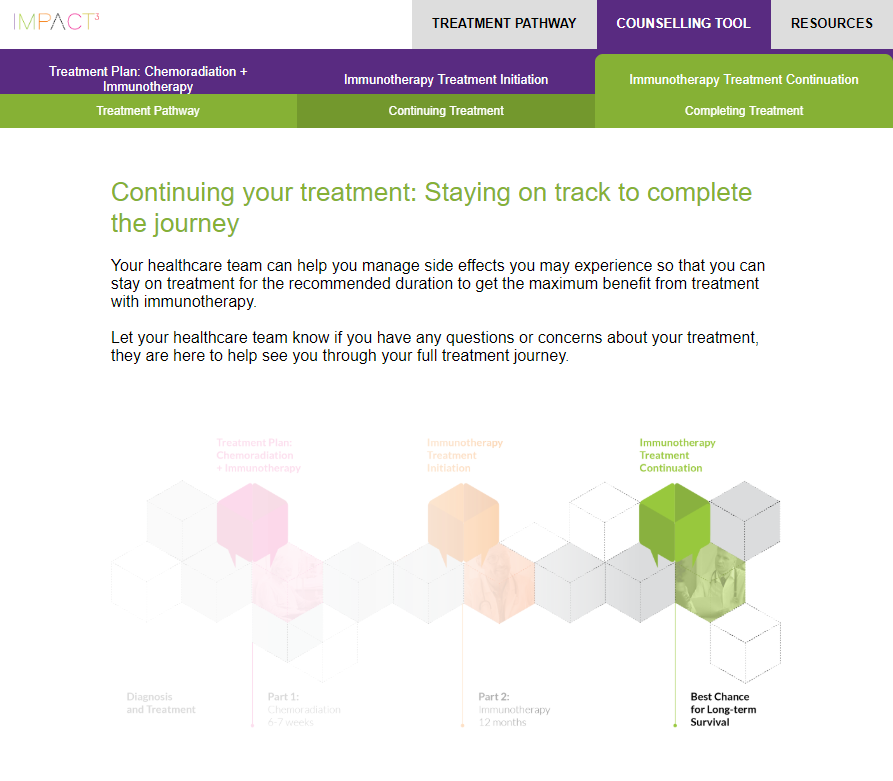 IMPACT³
TREATMENT PATHWAY
COUNSELLING TOOL
RESOURCES
Treatment Plan: Chemoradiation +
Immunotherapy
Immunotherapy Treatment Initiation
Immunotherapy Treatment Continuation
Treatment Pathway
Continuing Treatment
Completing Treatment
Continuing your treatment: Staying on track to complete
the journey
Your healthcare team can help you manage side effects you may experience so that you can
stay on treatment for the recommended duration to get the maximum benefit from treatment
with immunotherapy.
Let your healthcare team know if you have any questions or concerns about your treatment,
they are here to help see you through your full treatment journey.
Treatment Plan:
Chemoradiation
+ Immunotherapy
Immunotherapy
Treatment
Initiation
Immunotherapy
Treatment
Continuation
Diagnosis
and Treatment
Part 1:
Chemoradiation
6-7 weeks
Part 2:
Immunotherapy
12 months
Best Chance
for Long-term
Survival